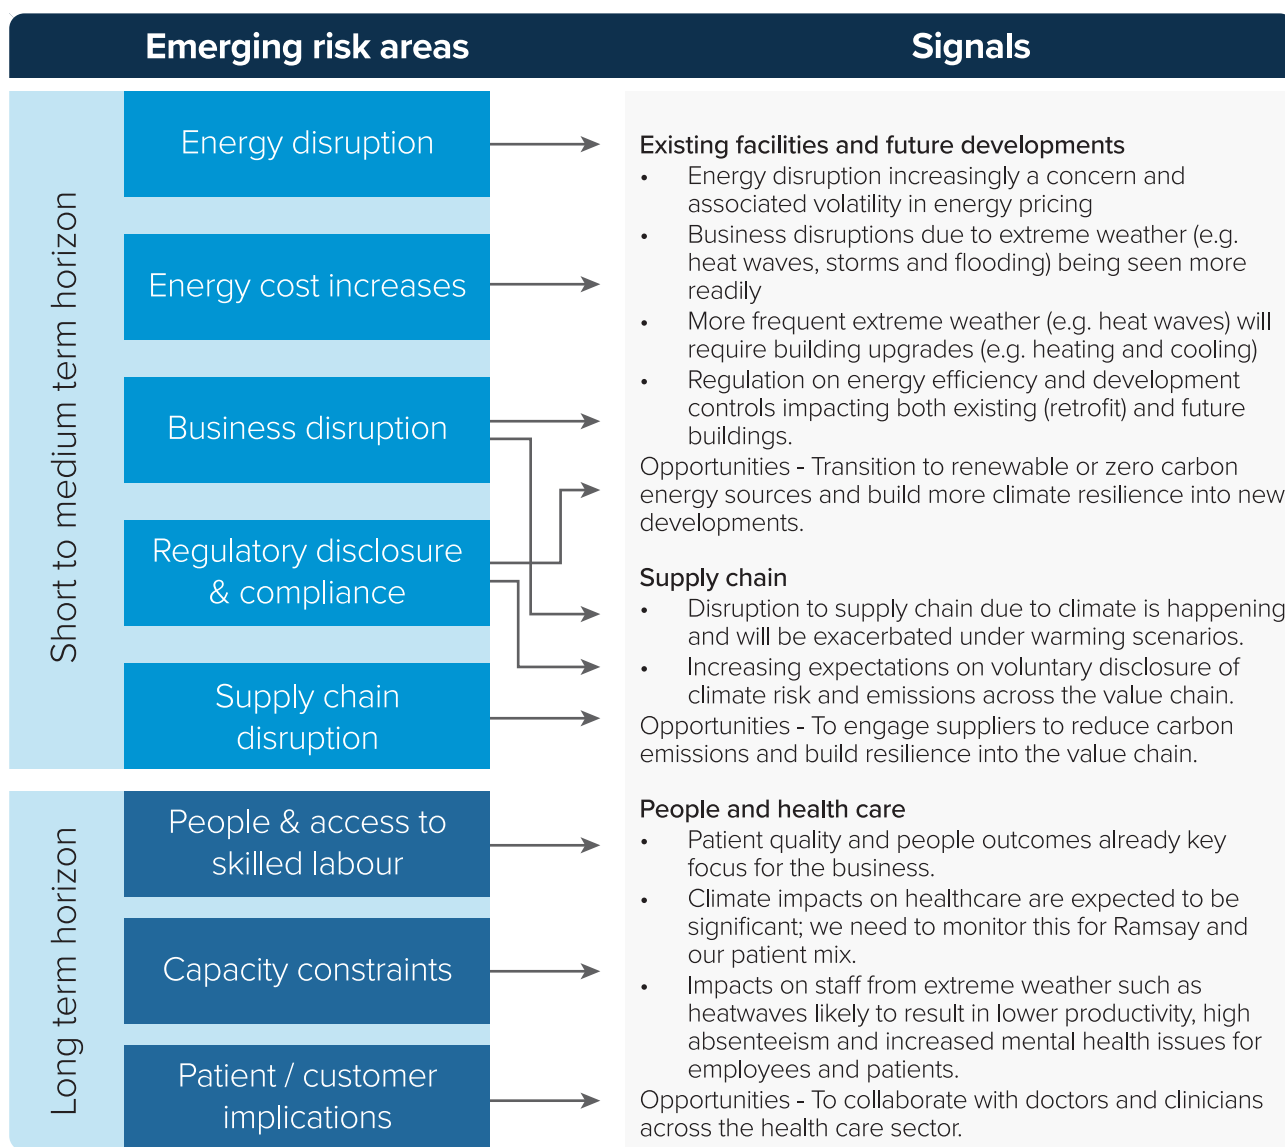 Emerging risk areas
Signals
Short to medium term horizon
Energy disruption
Energy cost increases
Business disruption
Regulatory disclosure
& compliance
Supply chain
disruption
Existing facilities and future developments
• Energy disruption increasingly a concern and
associated volatility in energy pricing
• Business disruptions due to extreme weather (e.g.
heat waves, storms and flooding) being seen more
readily
• More frequent extreme weather (e.g. heat waves) will
require building upgrades (e.g. heating and cooling)
• Regulation on energy efficiency and development
controls impacting both existing (retrofit) and future
buildings.
Opportunities - Transition to renewable or zero carbon
energy sources and build more climate resilience into new
developments.
Supply chain
• Disruption to supply chain due to climate is happening
and will be exacerbated under warming scenarios.
• Increasing expectations on voluntary disclosure of
climate risk and emissions across the value chain.
Opportunities - To engage suppliers to reduce carbon
emissions and build resilience into the value chain.
Long term horizon
People & access to
skilled labour
Capacity constraints
Patient / customer
implications
People and health care
• Patient quality and people outcomes already key
focus for the business.
• Climate impacts on healthcare are expected to be
significant; we need to monitor this for Ramsay and
our patient mix.
• Impacts on staff from extreme weather such as
heatwaves likely to result in lower productivity, high
absenteeism and increased mental health issues for
employees and patients.
Opportunities - To collaborate with doctors and clinicians
across the health care sector.